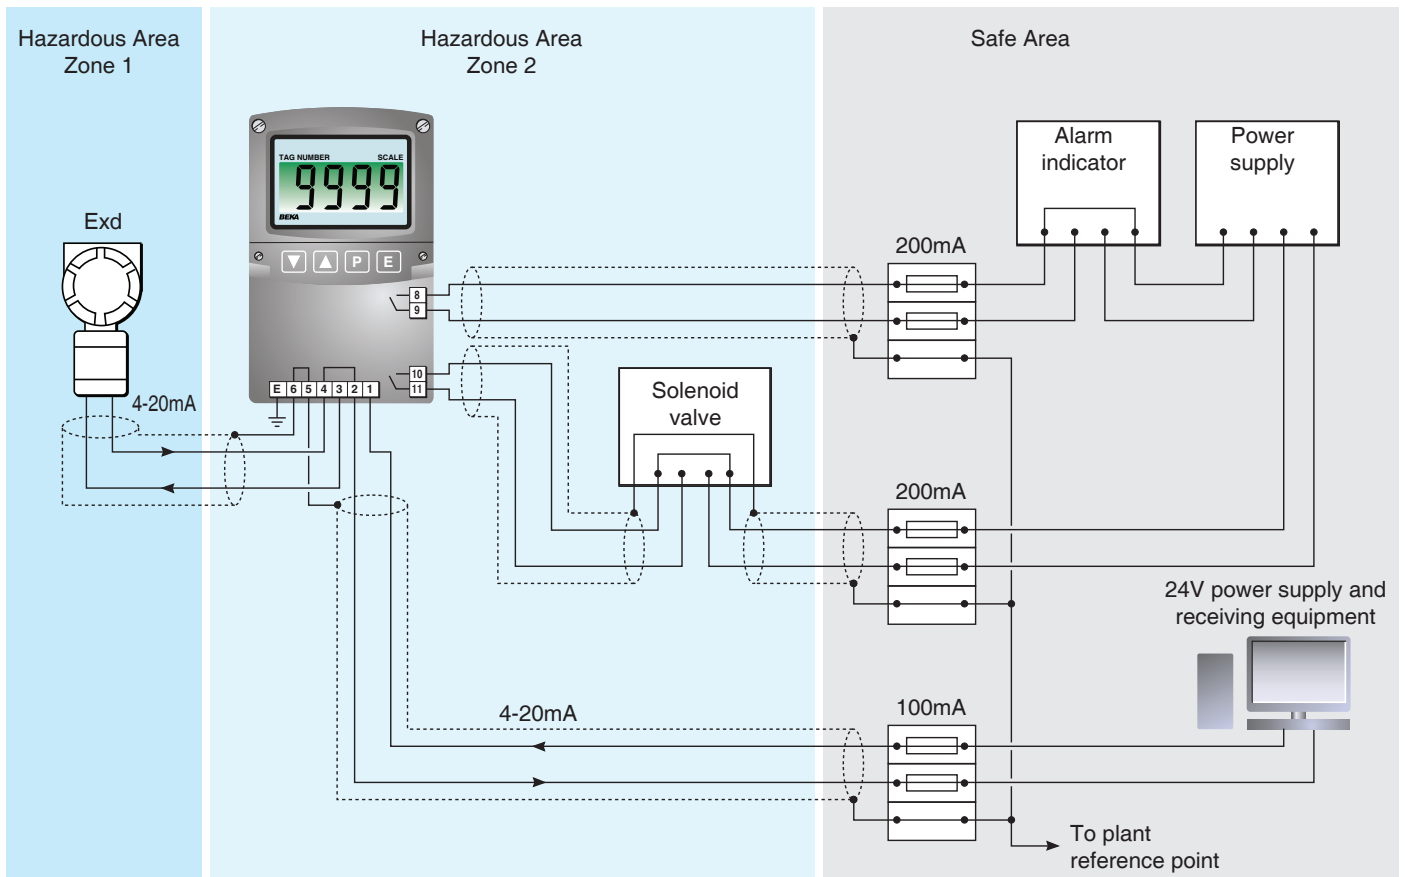 Hazardous Area
Zone 1
Hazardous Area
Zone 2
Safe Area
TAG NUMBER SCALE
9999
BEKA
P E
Exd
4-20mA
8
9
10
11
E 6 5 4 3 2 1
Solenoid
valve
Alarm
indicator
Power
supply
200mA
200mA
24V power supply and
receiving equipment
100mA
4-20mA
To plant
reference point